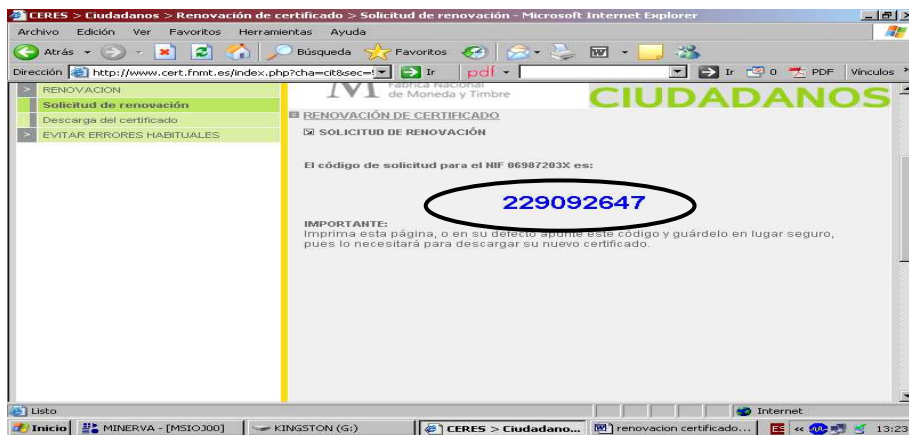 CERES > Ciudadanos > Renovación de certificado > Solicitud de renovación - Microsoft Internet Explorer
Archivo Edición Ver Favoritos Herramientas Ayuda
Atrás Búsqueda Favoritos
Dirección http://www.cert.fnmt.es/index.php?cha=cit&sec= Ir pdf Ir 0 PDF Vínculos »
> RENOVACION
Solicitud de renovación
Descarga del certificado
> EVITAR ERRORES HABITUALES
Fábrica Nacional
de Moneda y Timbre
CIUDADANOS
RENOVACIÓN DE CERTIFICADO
SOLICITUD DE RENOVACIÓN
El código de solicitud para el NIF 06987203X es:
229092647
IMPORTANTE:
Imprima esta página, o en su defecto apunte este código y guárdelo en lugar seguro,
pues lo necesitará para descargar su nuevo certificado.
Listo Internet
Inicio MINERVA - [MSIOJ00] KINGSTON (G:) CERES > Ciudadano... renovacion certificado... « 13:23